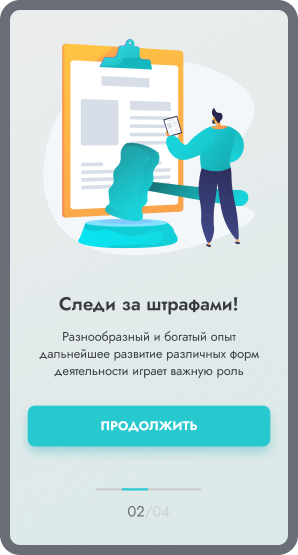 Следи за штрафами!
Разнообразный и богатый опыт
дальнейшее развитие различных форм
деятельности играет важную роль
ПРОДОЛЖИТЬ
02/04